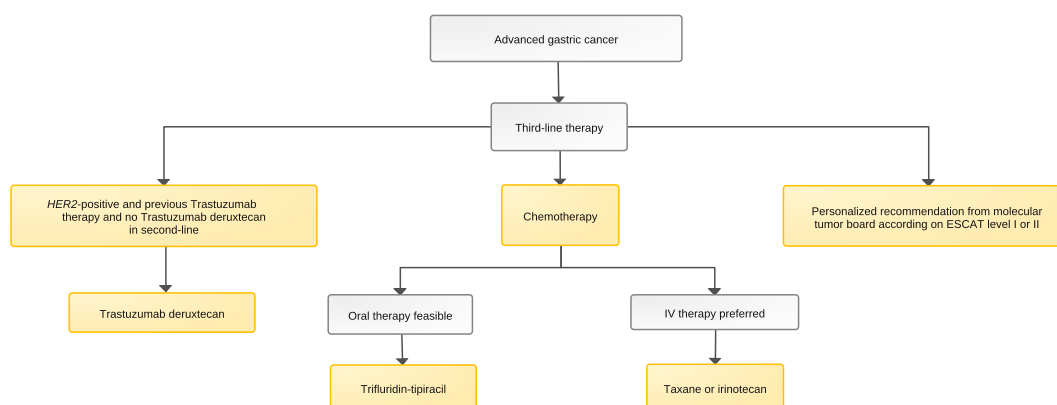 Advanced gastric cancer
Third-line therapy
HER2-positive and previous Trastuzumab
therapy and no Trastuzumab deruxtecan
in second-line
Chemotherapy
Personalized recommendation from molecular
tumor board according on ESCAT level I or II
Trastuzumab deruxtecan
Oral therapy feasible
IV therapy preferred
Trifluridin-tipiracil
Taxane or irinotecan